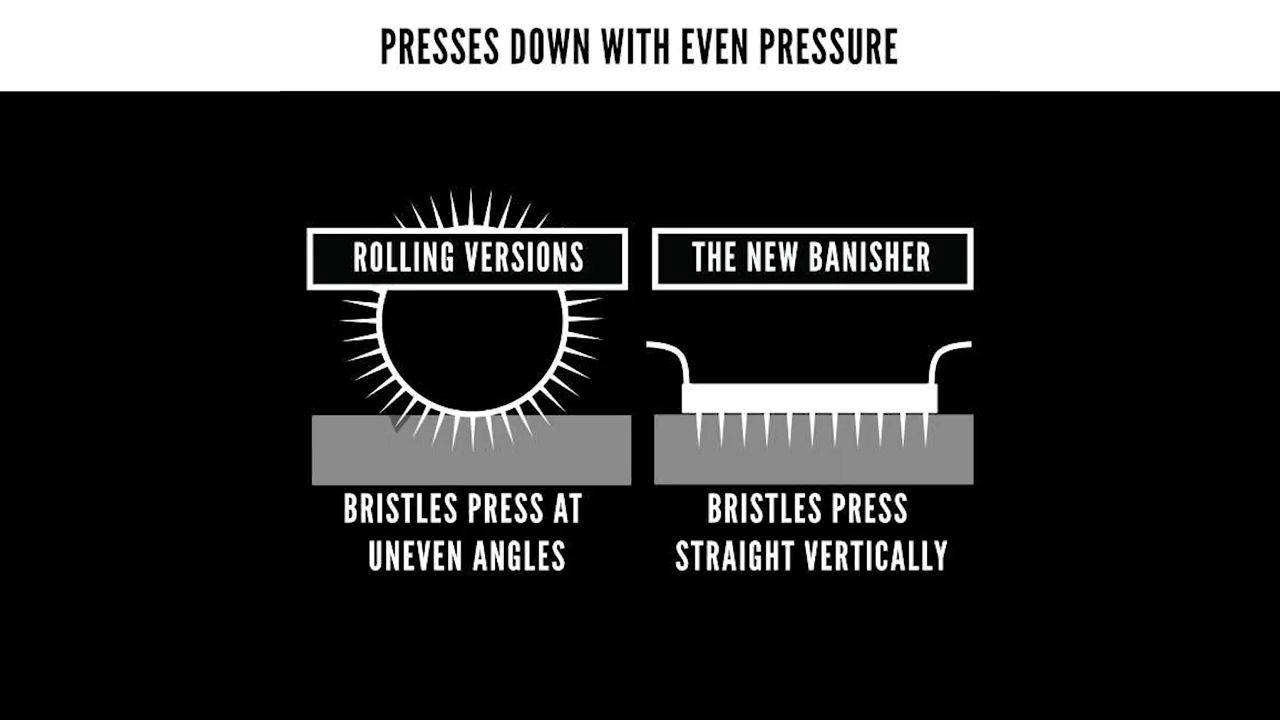 PRESSES DOWN WITH EVEN PRESSURE
ROLLING VERSIONS
THE NEW BANISHER
BRISTLES PRESS AT
UNEVEN ANGLES
BRISTLES PRESS
STRAIGHT VERTICALLY